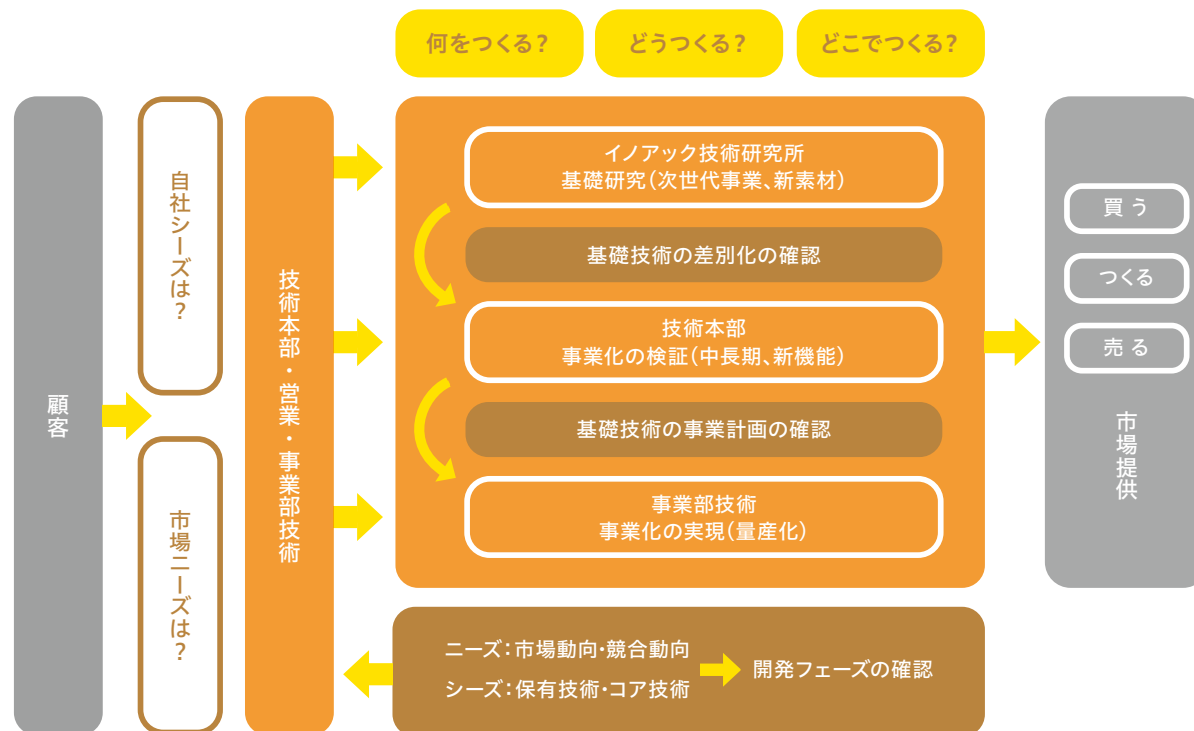 何をつくる？
どうつくる？
どこでつくる？
顧客
自社シーズは？
市場ニーズは？
技術本部・営業・事業部技術
イノアック技術研究所
基礎研究（次世代事業、新素材）
基礎技術の差別化の確認
技術本部
事業化の検証（中長期、新機能）
基礎技術の事業計画の確認
事業部技術
事業化の実現（量産化）
ニーズ：市場動向・競合動向
シーズ：保有技術・コア技術
開発フェーズの確認
買う
つくる
売る
市場提供